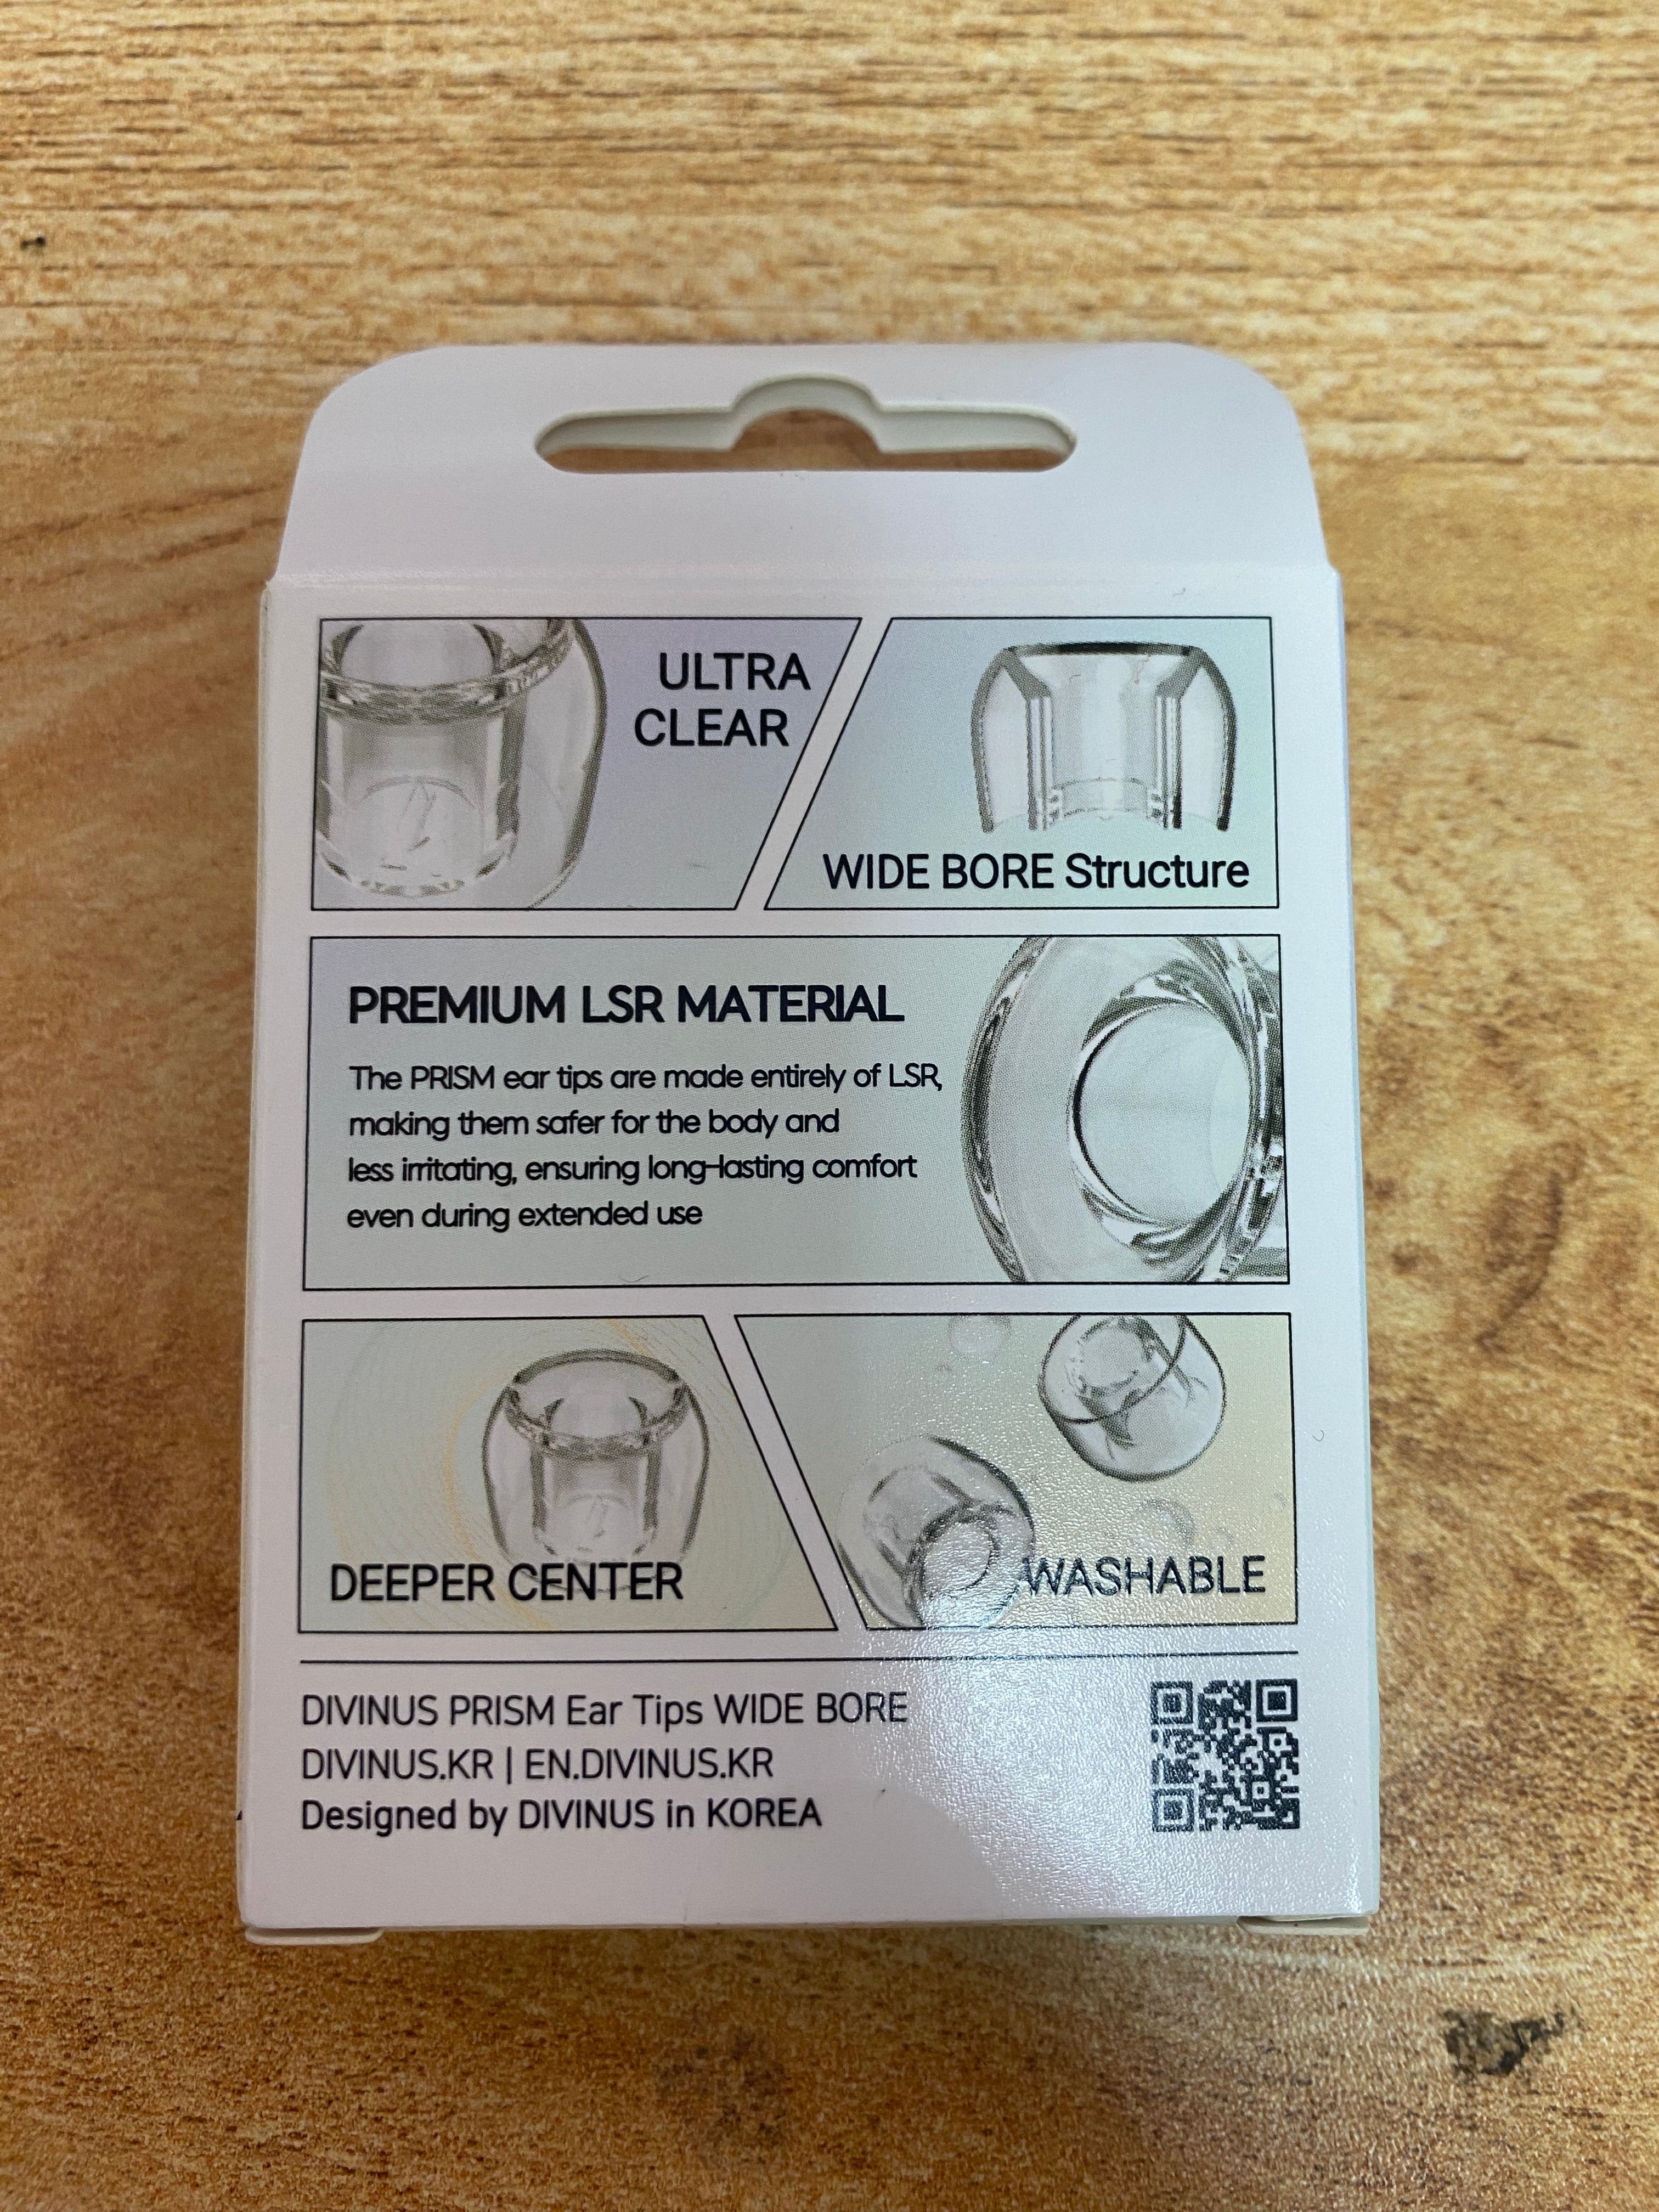 ULTRA
CLEAR
WIDE BORE Structure
PREMIUM LSR MATERIAL
The PRISM ear tips are made entirely of LSR,
making them safer for the body and
less irritating, ensuring long-lasting comfort
even during extended use
DEEPER CENTER
WASHABLE
DIVINUS PRISM Ear Tips WIDE BORE
DIVINUS.KR | EN.DIVINUS.KR
Designed by DIVINUS in KOREA